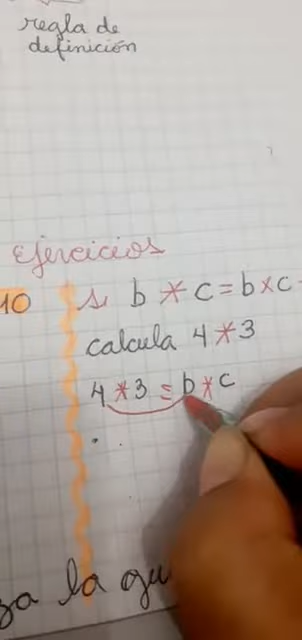 regla de
definición
Ejercicios
10 Si b * c = b x c
calcula 4 * 3
4 * 3 = b * c
la